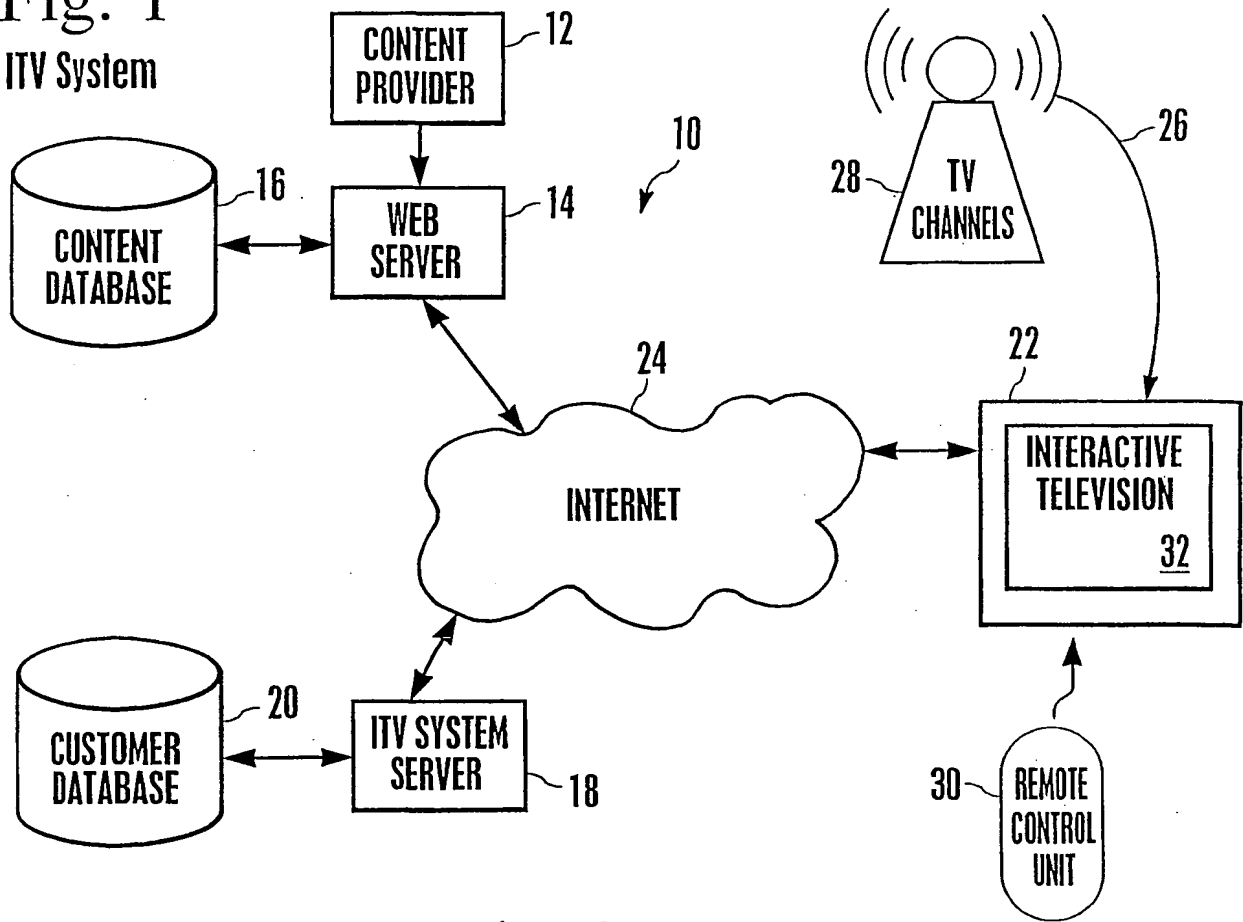 Fig. 1
ITV System
CONTENT
PROVIDER
12
10
26
28
TV
CHANNELS
16
CONTENT
DATABASE
14
WEB
SERVER
24
22
INTERNET
INTERACTIVE
TELEVISION
32
20
CUSTOMER
DATABASE
ITV SYSTEM
SERVER
18
30
REMOTE
CONTROL
UNIT